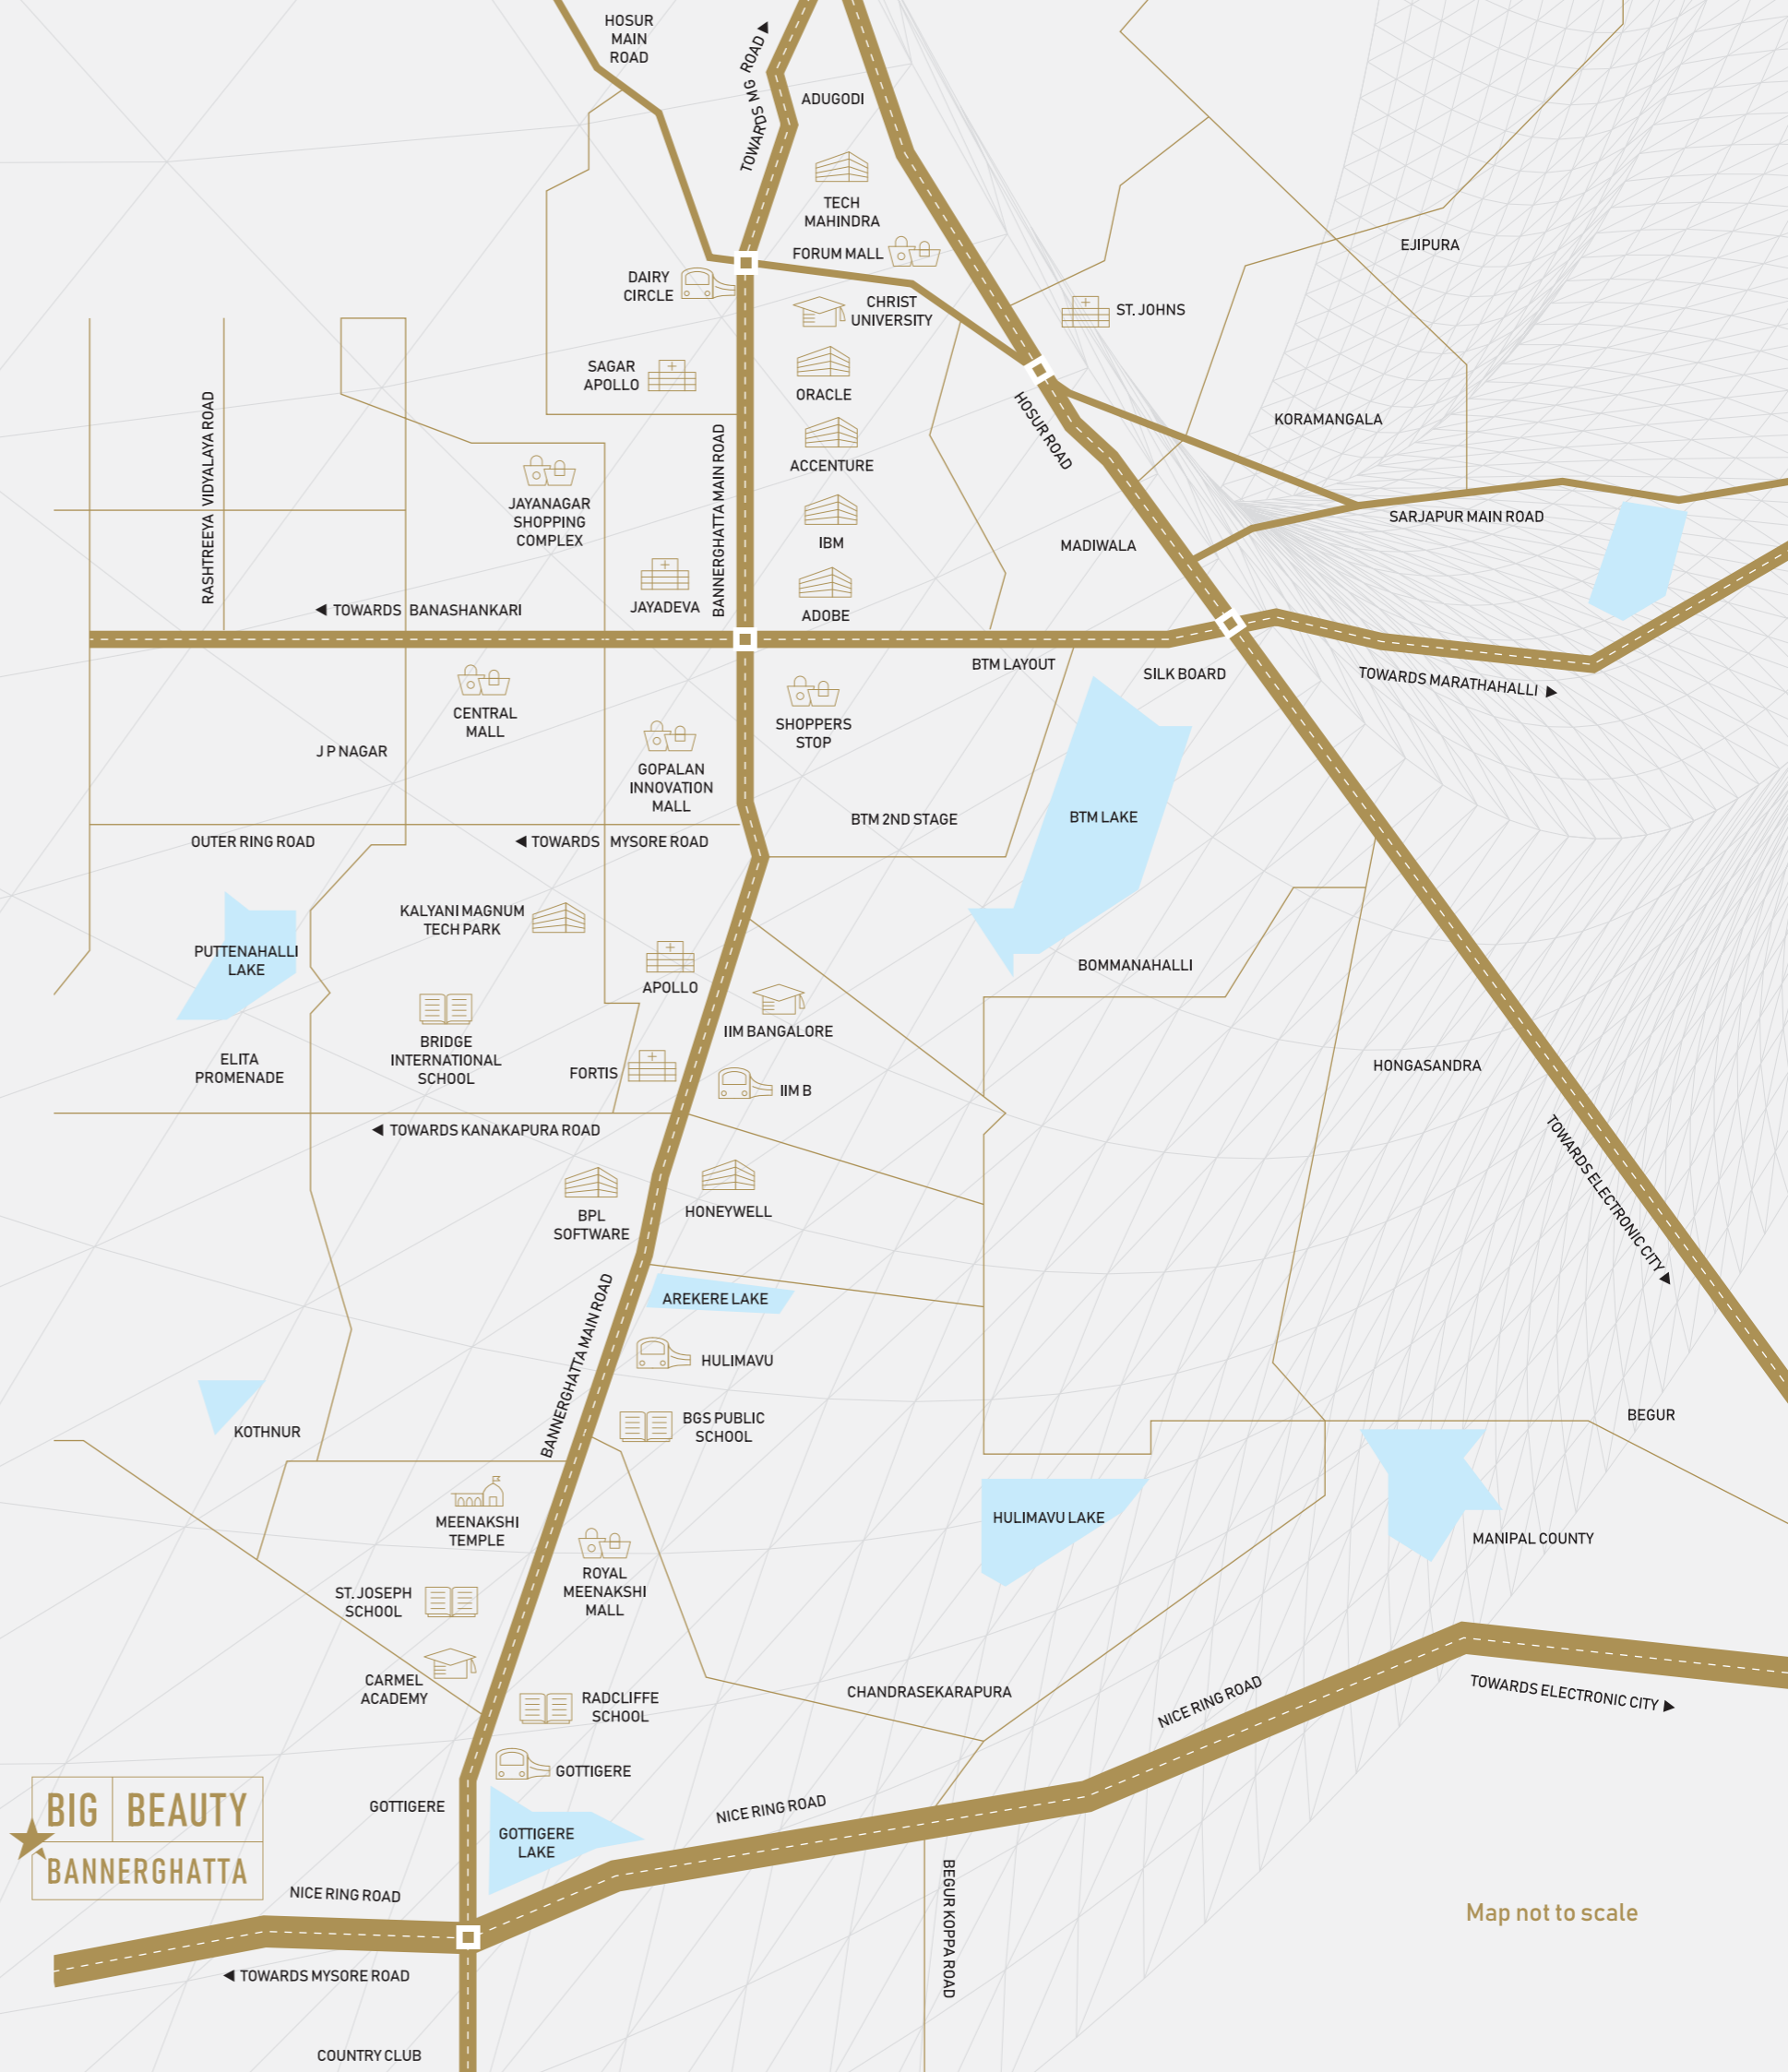 HOSUR
MAIN
ROAD
TOWARDS MG ROAD
ADUGODI
TECH
MAHINDRA
FORUM MALL
EJIPURA
DAIRY
CIRCLE
CHRIST
UNIVERSITY
ST. JOHNS
SAGAR
APOLLO
ORACLE
HOSUR ROAD
KORAMANGALA
RASHTREEYA VIDYALAYA ROAD
BANNERGHATTA MAIN ROAD
ACCENTURE
JAYANAGAR
SHOPPING
COMPLEX
IBM
MADIWALA
SARJAPUR MAIN ROAD
JAYADEVA
ADOBE
TOWARDS BANASHANKARI
BTM LAYOUT
SILK BOARD
TOWARDS MARATHAHALLI
CENTRAL
MALL
SHOPPERS
STOP
J P NAGAR
GOPALAN
INNOVATION
MALL
BTM 2ND STAGE
BTM LAKE
OUTER RING ROAD
TOWARDS MYSORE ROAD
KALYANI MAGNUM
TECH PARK
PUTTENAHALLI
LAKE
APOLLO
BOMMANAHALLI
IIM BANGALORE
BRIDGE
INTERNATIONAL
SCHOOL
ELITA
PROMENADE
FORTIS
IIM B
HONGASANDRA
TOWARDS KANAKAPURA ROAD
TOWARDS ELECTRONIC CITY
BPL
SOFTWARE
HONEYWELL
AREKERE LAKE
BANNERGHATTA MAIN ROAD
HULIMAVU
KOTHNUR
BGS PUBLIC
SCHOOL
BEGUR
MEENAKSHI
TEMPLE
HULIMAVU LAKE
MANIPAL COUNTY
ROYAL
MEENAKSHI
MALL
ST. JOSEPH
SCHOOL
CARMEL
ACADEMY
RADCLIFFE
SCHOOL
CHANDRASEKARAPURA
NICE RING ROAD
TOWARDS ELECTRONIC CITY
GOTTIGERE
GOTTIGERE
NICE RING ROAD
BIG BEAUTY
BANNERGHATTA
GOTTIGERE
LAKE
NICE RING ROAD
BEGUR KOPPA ROAD
Map not to scale
TOWARDS MYSORE ROAD
COUNTRY CLUB